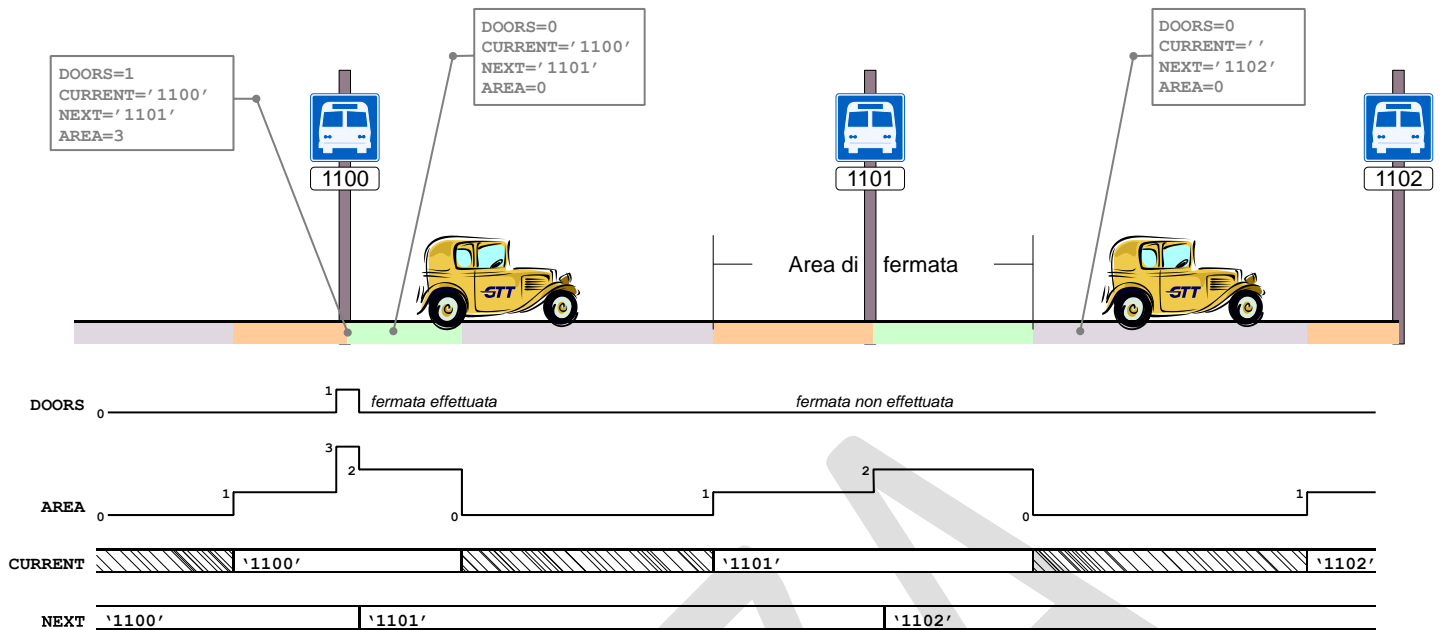 DOORS=1
CURRENT='1100'
NEXT='1101'
AREA=3
DOORS=0
CURRENT='1100'
NEXT='1101'
AREA=0
DOORS=0
CURRENT=''
NEXT='1102'
AREA=0
1100
1101
1102
Area di fermata
GTT
GTT
DOORS 0 1 fermata effettuata fermata non effettuata
AREA 0 1 3 2 0 1 2 0 1
CURRENT '1100' '1101' '1102'
NEXT '1100' '1101' '1102'